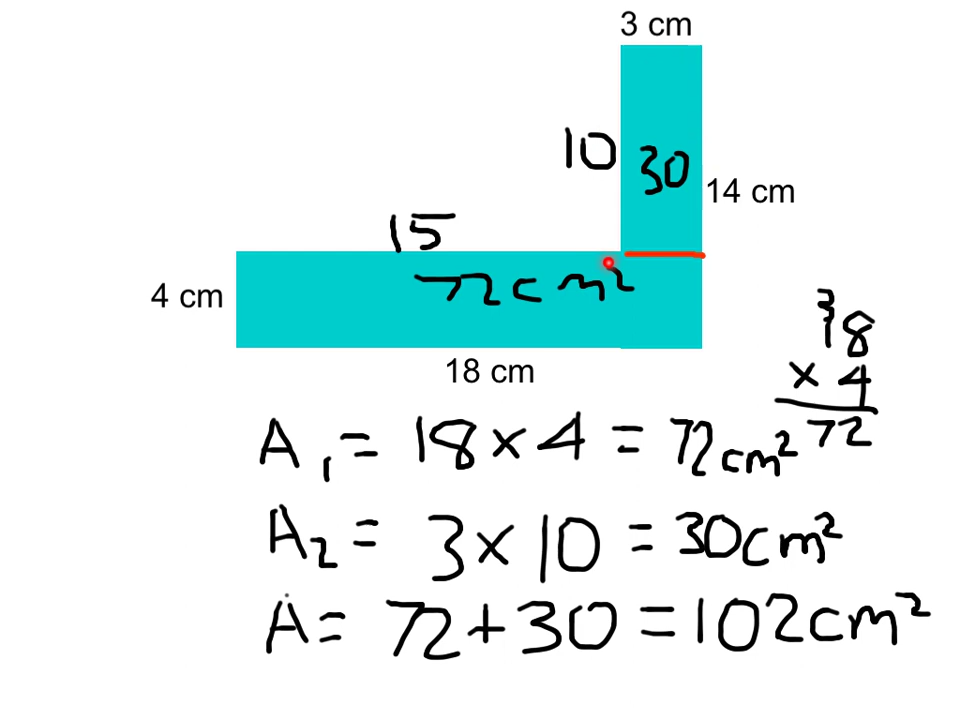 3 cm
10
30
14 cm
15
4 cm
72cm²
18 cm
³18
× 4
72
A₁ = 18 × 4 = 72cm²
A₂ = 3 × 10 = 30cm²
A = 72 + 30 = 102cm²